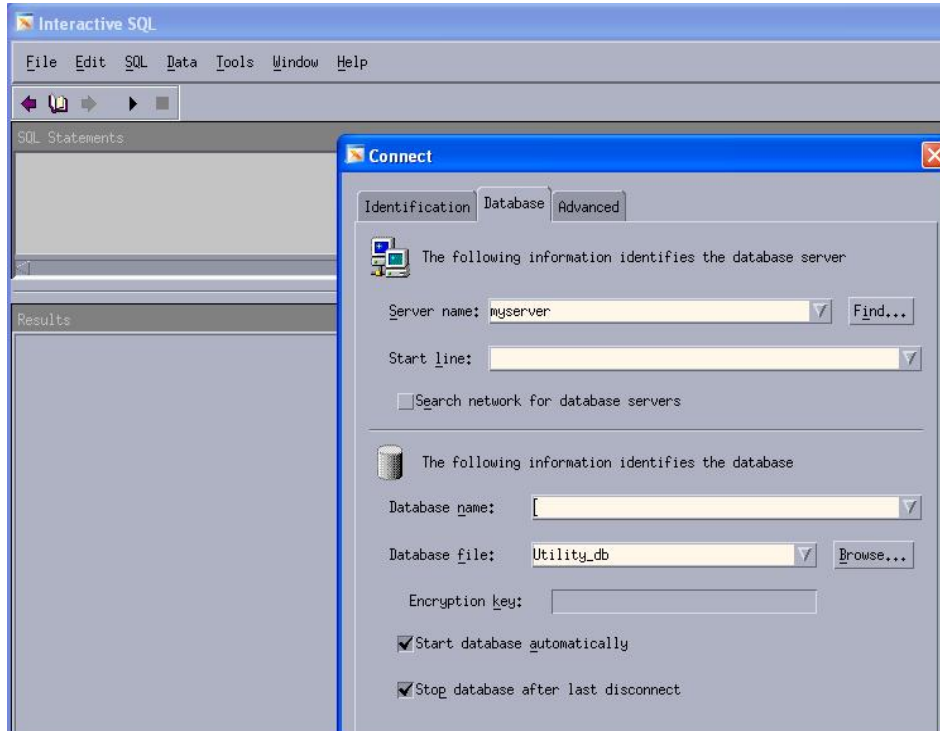 Interactive SQL
File Edit SQL Data Tools Window Help
SQL Statements
Connect
Identification Database Advanced
The following information identifies the database server
Server name: myserver Find...
Start line:
Search network for database servers
Results
The following information identifies the database
Database name: [
Database file: Utility_db Browse...
Encryption key:
Start database automatically
Stop database after last disconnect